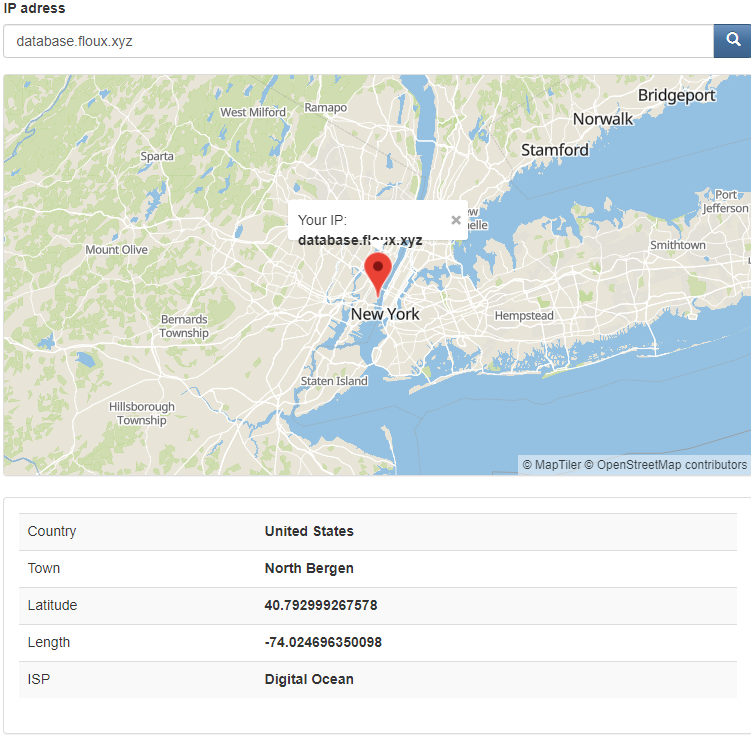 IP adress
database.floux.xyz
Bridgeport
West Milford
Ramapo
Norwalk
Stamford
Sparta
Port
Jefferson
Your IP:
×
database.floux.xyz
Smithtown
Mount Olive
New York
Hempstead
Bernards
Township
Staten Island
Hillsborough
Township
© MapTiler © OpenStreetMap contributors
Country United States
Town North Bergen
Latitude 40.792999267578
Length -74.024696350098
ISP Digital Ocean